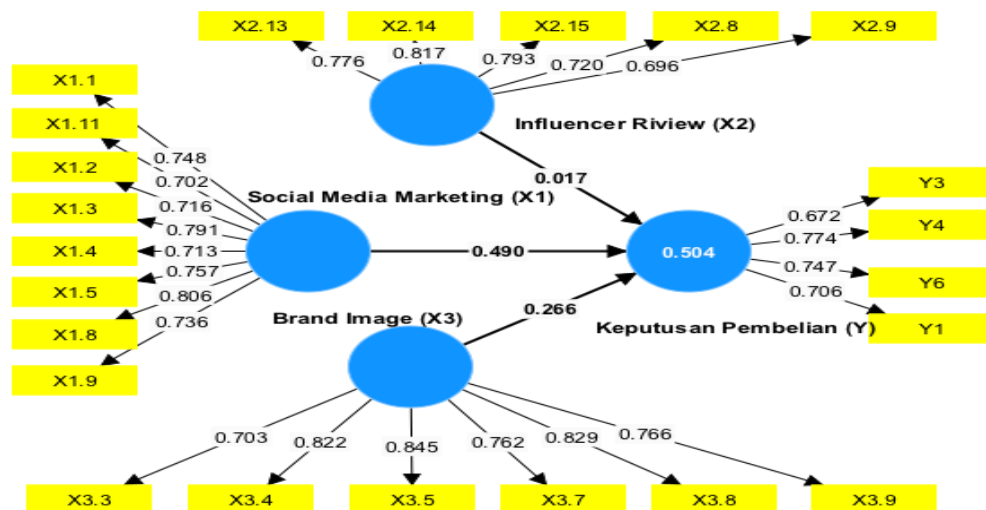 X2.13
X2.14
X2.15
X2.8
X2.9
0.776
0.817
0.793
0.720
0.696
X1.1
X1.11
X1.2
X1.3
X1.4
X1.5
X1.8
X1.9
0.748
0.702
0.716
0.791
0.713
0.757
0.806
0.736
Influencer Riview (X2)
0.017
Social Media Marketing (X1)
0.490
0.504
Brand Image (X3)
0.266
Keputusan Pembelian (Y)
0.672
0.774
0.747
0.706
Y3
Y4
Y6
Y1
0.703
0.822
0.845
0.762
0.829
0.766
X3.3
X3.4
X3.5
X3.7
X3.8
X3.9